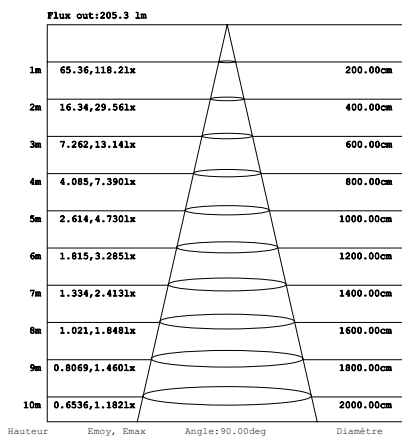 Flux out:205.3 lm
1m 65.36,118.2lx 200.00cm
2m 16.34,29.56lx 400.00cm
3m 7.262,13.14lx 600.00cm
4m 4.085,7.390lx 800.00cm
5m 2.614,4.730lx 1000.00cm
6m 1.815,3.285lx 1200.00cm
7m 1.334,2.413lx 1400.00cm
8m 1.021,1.848lx 1600.00cm
9m 0.8069,1.460lx 1800.00cm
10m 0.6536,1.182lx 2000.00cm
Hauteur Emoy, Emax Angle:90.00deg Diamètre